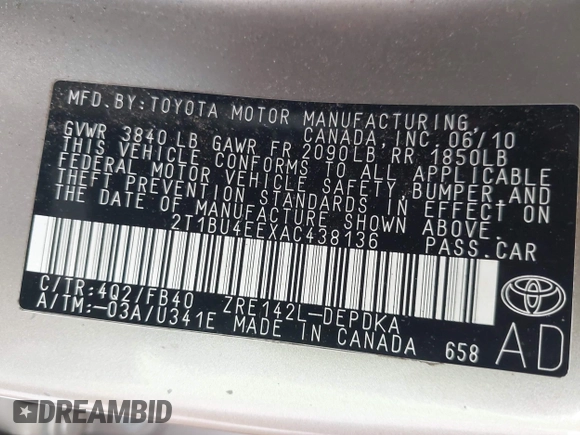 MFD.BY:TOYOTA MOTOR MANUFACTURING,
CANADA,INC. 06/10
GVWR 3840 LB GAWR FR 2090LB RR 1850LB
THIS VEHICLE CONFORMS TO ALL APPLICABLE
FEDERAL MOTOR VEHICLE SAFETY,BUMPER,AND
THEFT PREVENTION STANDARDS IN EFFECT ON
THE DATE OF MANUFACTURE SHOWN ABOVE.
2T1BU4EEXAC438136 PASS.CAR
C/TR:4Q2/FB40 ZRE142L-DEPDKA
A/TM:-03A/U341E MADE IN CANADA 658
TOYOTA
AD
DREAMBID